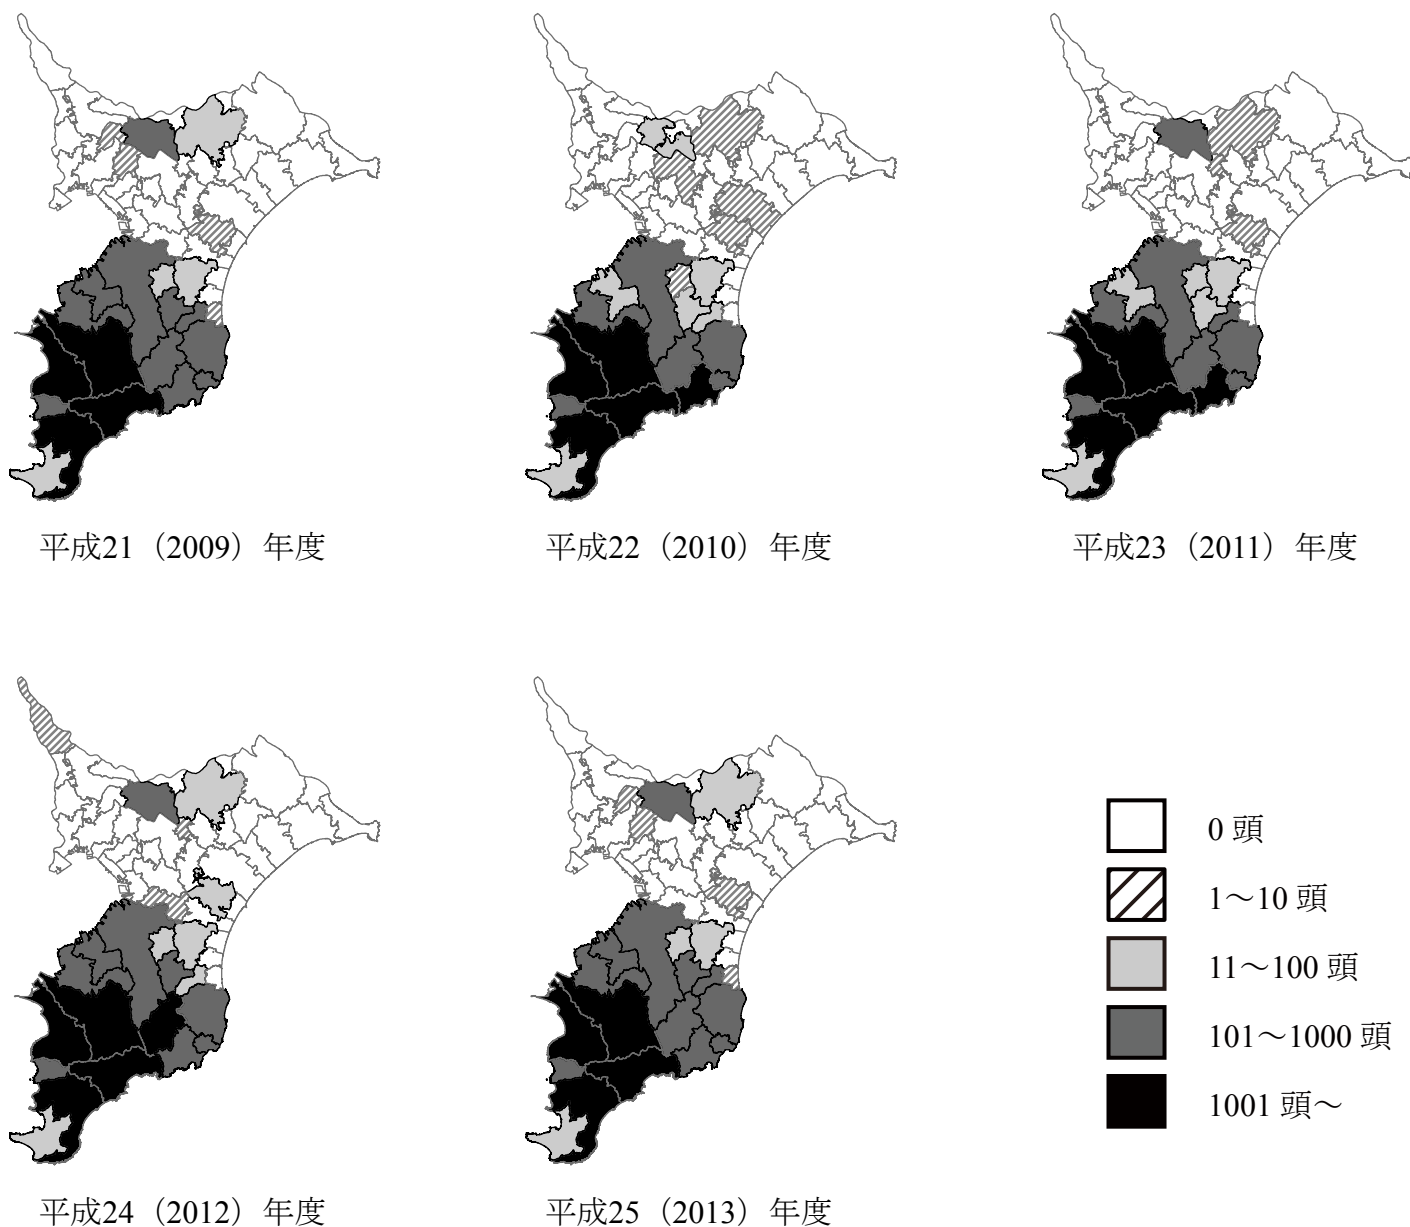 平成21（2009）年度
平成22（2010）年度
平成23（2011）年度
平成24（2012）年度
平成25（2013）年度
0 頭
1～10 頭
11～100 頭
101～1000 頭
1001 頭～